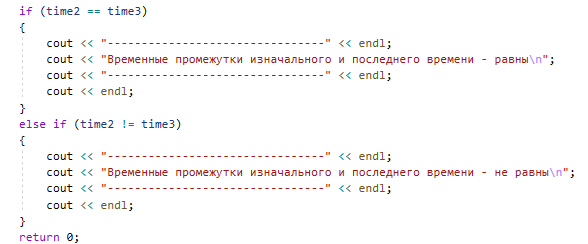 if (time2 == time3)
{
    cout << "--------------------------------" << endl;
    cout << "Временные промежутки изначального и последнего времени - равны\n";
    cout << "--------------------------------" << endl;
    cout << endl;
}
else if (time2 != time3)
{
    cout << "--------------------------------" << endl;
    cout << "Временные промежутки изначального и последнего времени - не равны\n";
    cout << "--------------------------------" << endl;
    cout << endl;
}
return 0;